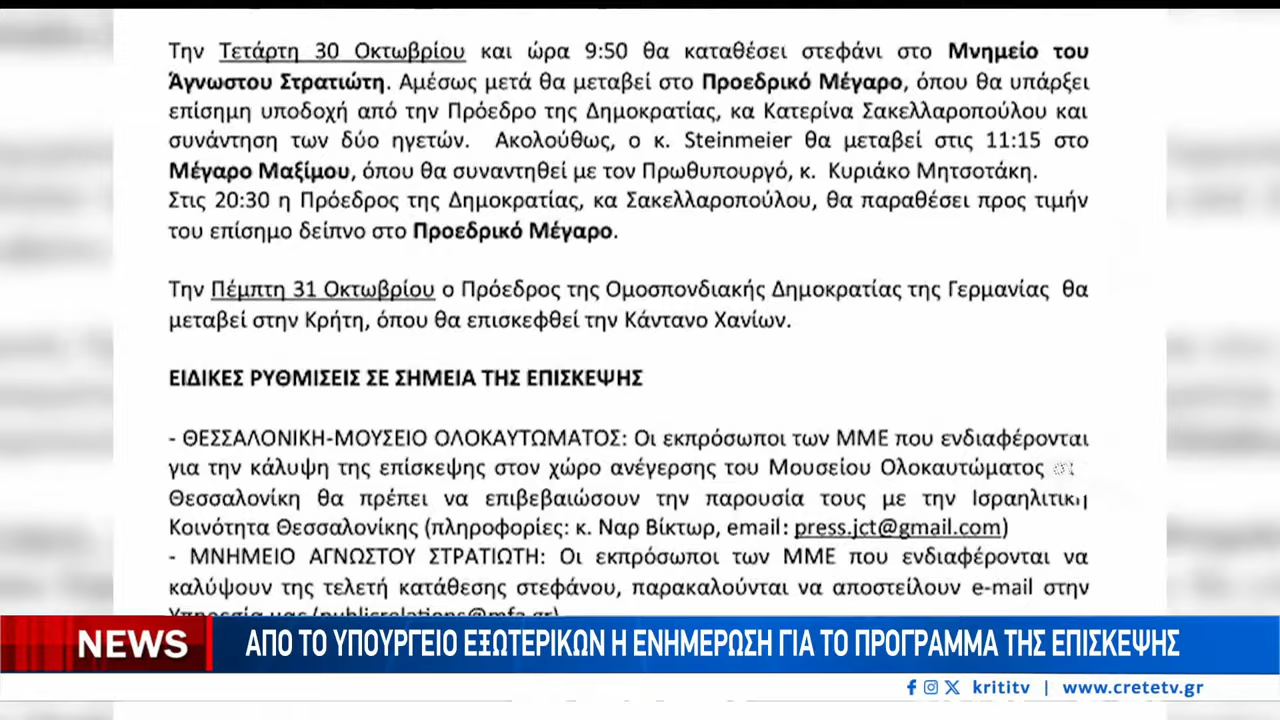 Την Τετάρτη 30 Οκτωβρίου και ώρα 9:50 θα καταθέσει στεφάνι στο Μνημείο του
Άγνωστου Στρατιώτη. Αμέσως μετά θα μεταβεί στο Προεδρικό Μέγαρο, όπου θα υπάρξει
επίσημη υποδοχή από την Πρόεδρο της Δημοκρατίας, κα Κατερίνα Σακελλαροπούλου και
συνάντηση των δύο ηγετών. Ακολούθως, ο κ. Steinmeier θα μεταβεί στις 11:15 στο
Μέγαρο Μαξίμου, όπου θα συναντηθεί με τον Πρωθυπουργό, κ. Κυριάκο Μητσοτάκη.
Στις 20:30 η Πρόεδρος της Δημοκρατίας, κα Σακελλαροπούλου, θα παραθέσει προς τιμήν
του επίσημο δείπνο στο Προεδρικό Μέγαρο.
Την Πέμπτη 31 Οκτωβρίου ο Πρόεδρος της Ομοσπονδιακής Δημοκρατίας της Γερμανίας θα
μεταβεί στην Κρήτη, όπου θα επισκεφθεί την Κάντανο Χανίων.
ΕΙΔΙΚΕΣ ΡΥΘΜΙΣΕΙΣ ΣΕ ΣΗΜΕΙΑ ΤΗΣ ΕΠΙΣΚΕΨΗΣ
- ΘΕΣΣΑΛΟΝΙΚΗ-ΜΟΥΣΕΙΟ ΟΛΟΚΑΥΤΩΜΑΤΟΣ: Οι εκπρόσωποι των ΜΜΕ που ενδιαφέρονται
για την κάλυψη της επίσκεψης στον χώρο ανέγερσης του Μουσείου Ολοκαυτώματος
Θεσσαλονίκη θα πρέπει να επιβεβαιώσουν την παρουσία τους με την Ισραηλιτική
Κοινότητα Θεσσαλονίκης (πληροφορίες: κ. Ναρ Βίκτωρ, email: press.jct@gmail.com)
- ΜΝΗΜΕΙΟ ΑΓΝΩΣΤΟΥ ΣΤΡΑΤΙΩΤΗ: Οι εκπρόσωποι των ΜΜΕ που ενδιαφέρονται να
καλύψουν της τελετή κατάθεσης στεφάνου, παρακαλούνται να αποστείλουν e-mail στην
Υπηρεσία μας (publicrelations@mfa.gr)
NEWS ΑΠΟ ΤΟ ΥΠΟΥΡΓΕΙΟ ΕΞΩΤΕΡΙΚΩΝ Η ΕΝΗΜΕΡΩΣΗ ΓΙΑ ΤΟ ΠΡΟΓΡΑΜΜΑ ΤΗΣ ΕΠΙΣΚΕΨΗΣ
krititv | www.cretetv.gr